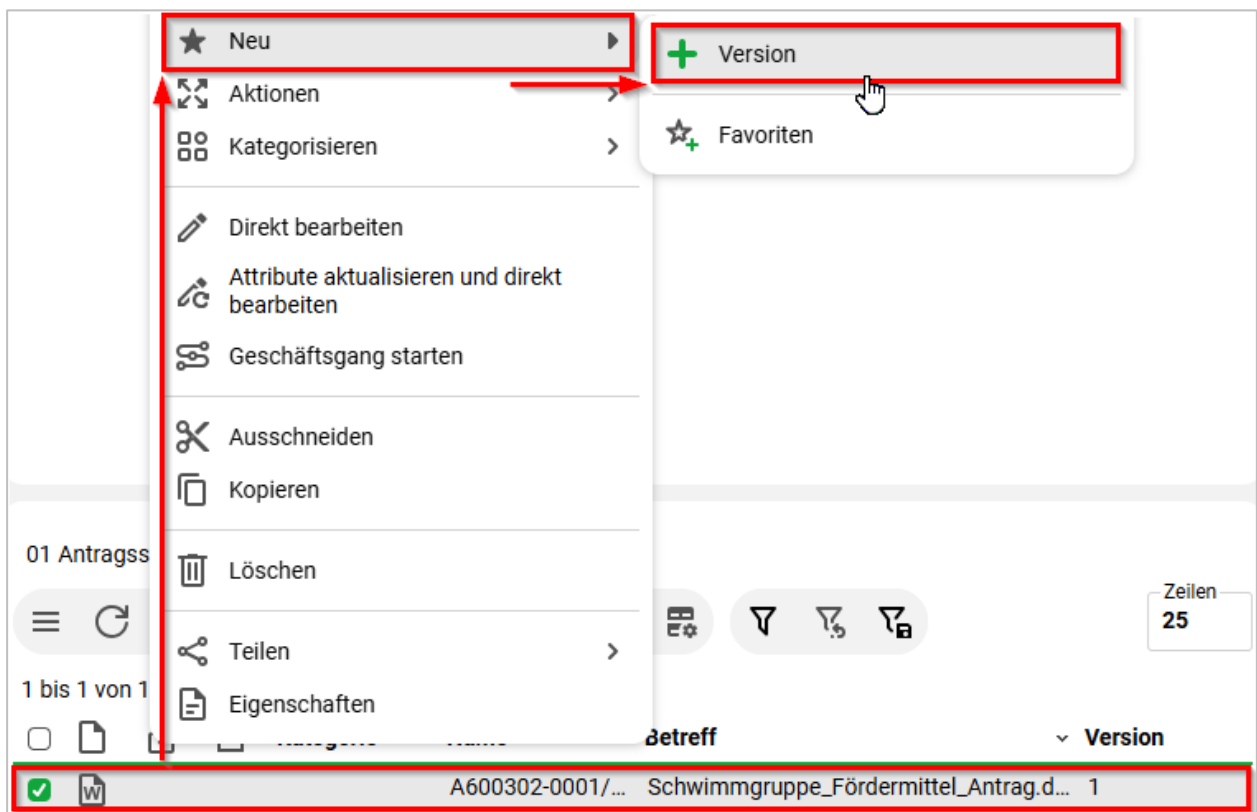 Neu
Version
Aktionen
Favoriten
Kategorisieren
Direkt bearbeiten
Attribute aktualisieren und direkt
bearbeiten
Geschäftsgang starten
Ausschneiden
Kopieren
01 Antragss
Löschen
Zeilen
25
Teilen
1 bis 1 von 1
Eigenschaften
Betreff
Version
W
A600302-0001/... Schwimmgruppe_Fördermittel_Antrag.d... 1